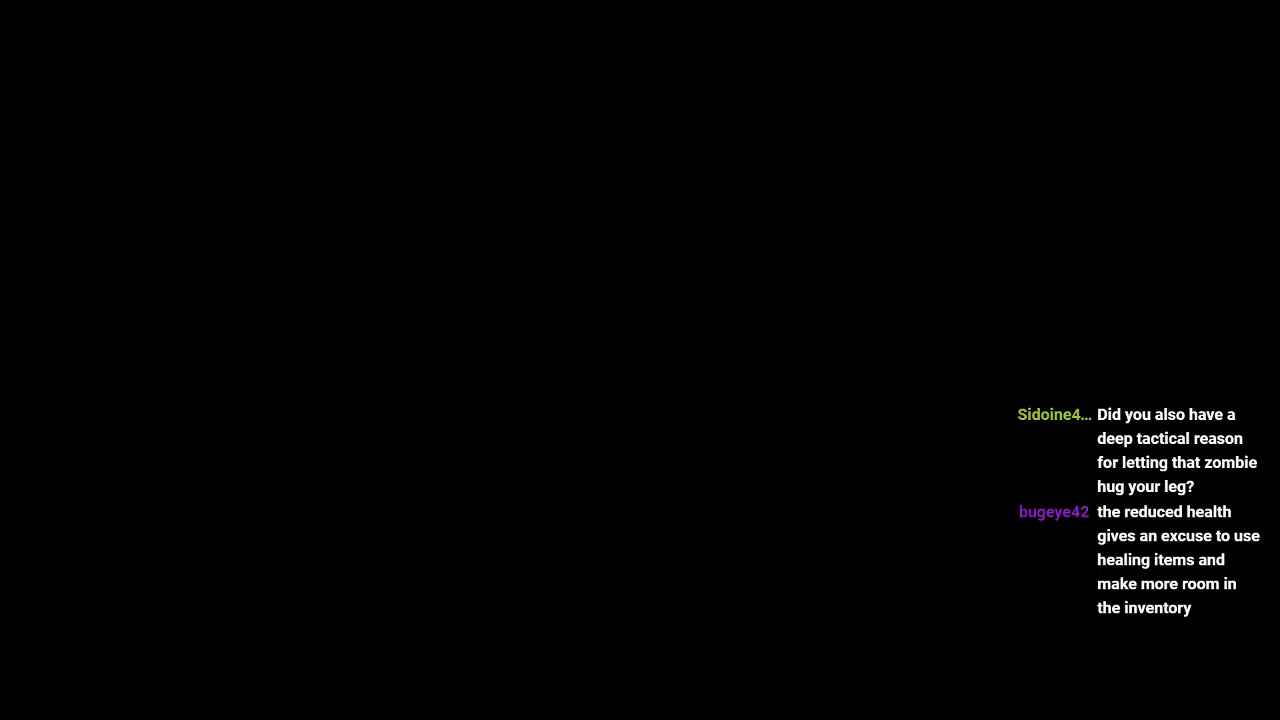 Sidoine4… Did you also have a
deep tactical reason
for letting that zombie
hug your leg?
bugeye42 the reduced health
gives an excuse to use
healing items and
make more room in
the inventory